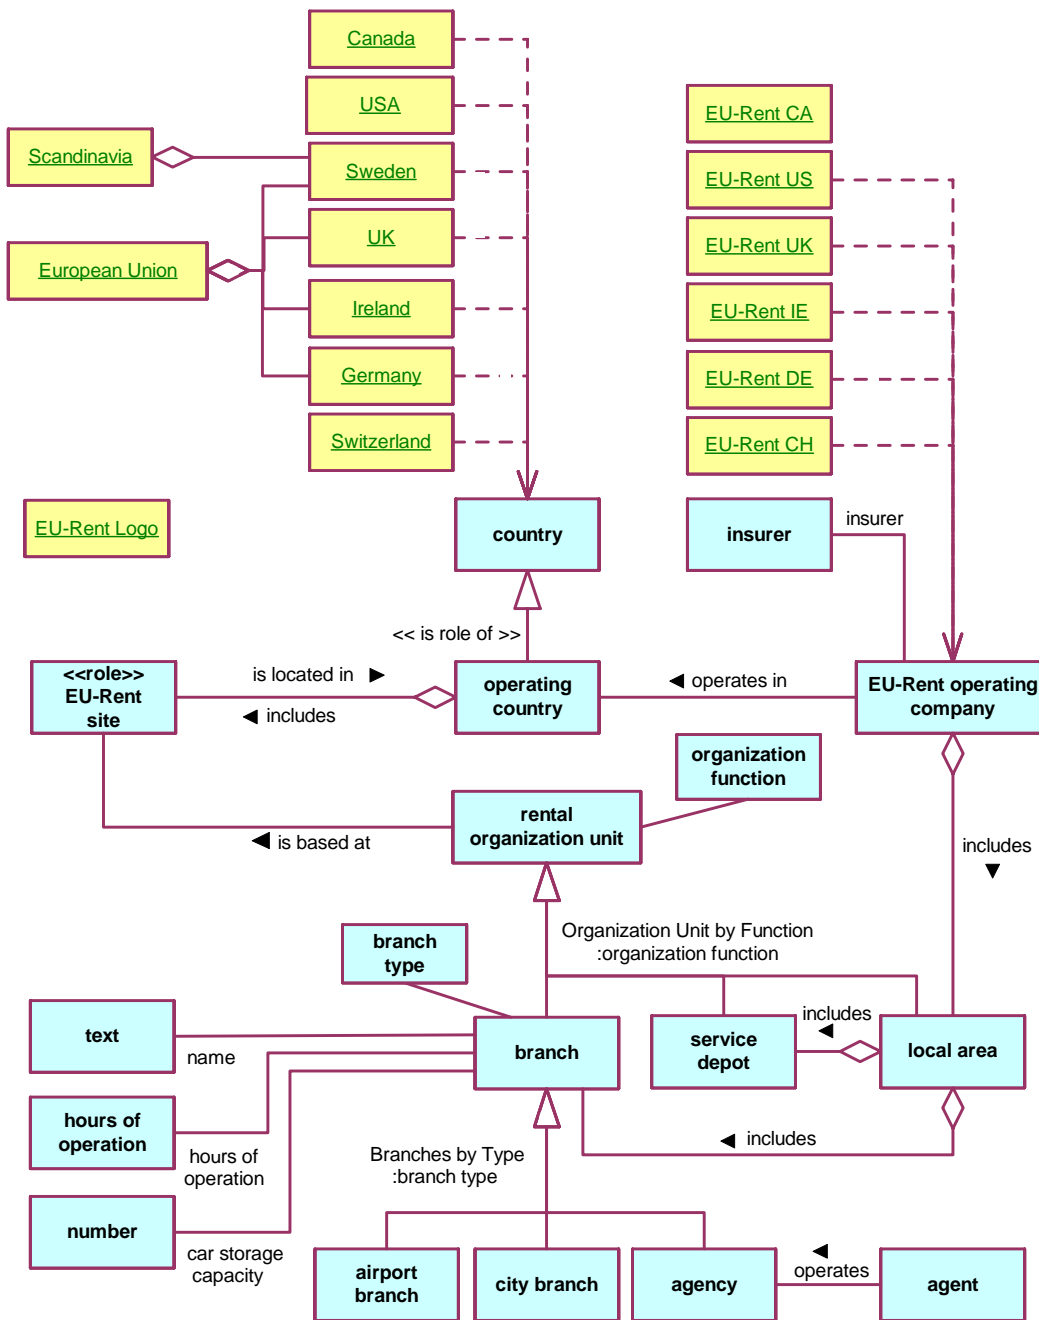 Canada
USA
EU-Rent CA
Scandinavia
Sweden
EU-Rent US
UK
EU-Rent UK
European Union
Ireland
EU-Rent IE
Germany
EU-Rent DE
Switzerland
EU-Rent CH
EU-Rent Logo
country
insurer
insurer
<< is role of >>
<<role>>
EU-Rent
site
is located in ►
◄ includes
operating
country
◄ operates in
EU-Rent operating
company
organization
function
rental
organization unit
◄ is based at
includes
▼
Organization Unit by Function
:organization function
branch
type
text
name
branch
service
depot
includes
◄
local area
hours of
operation
hours of
operation
◄ includes
Branches by Type
:branch type
number
car storage
capacity
airport
branch
city branch
agency
◄
operates
agent